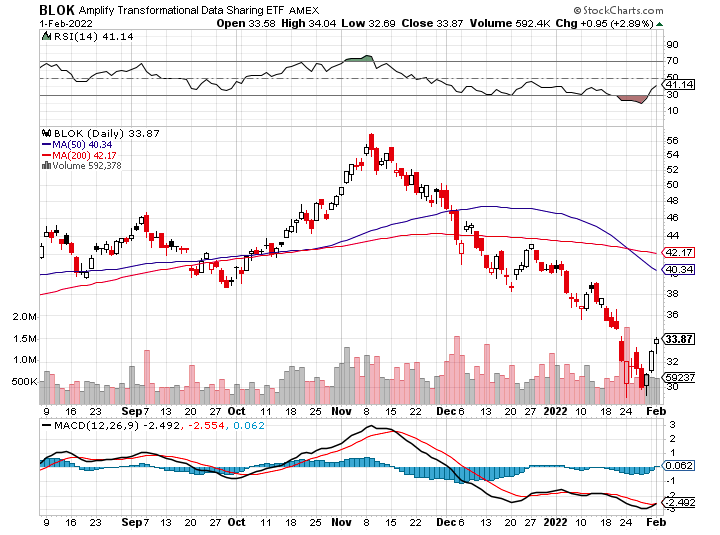 BLOK Amplify Transformational Data Sharing ETF AMEX © StockCharts.com
1-Feb-2022 Open 33.58 High 34.04 Low 32.69 Close 33.87 Volume 592.4K Chg +0.95 (+2.89%)
RSI(14) 41.14
90
70
50
41.14
30
10
BLOK (Daily) 33.87
MA(50) 40.34
MA(200) 42.17
Volume 592,378
56
54
52
50
48
46
44
42.17
40.34
38
36
33.87
32
59237
30
2.0M
1.5M
1.0M
500K
9 16 23 Sep 7 13 20 27 Oct 11 18 25 Nov 8 15 22 Dec 6 13 20 27 2022 10 18 24 Feb
MACD(12,26,9) -2.492, -2.554, 0.062
3
2
1
0.062
-1
-2.492
9 16 23 Sep 7 13 20 27 Oct 11 18 25 Nov 8 15 22 Dec 6 13 20 27 2022 10 18 24 Feb